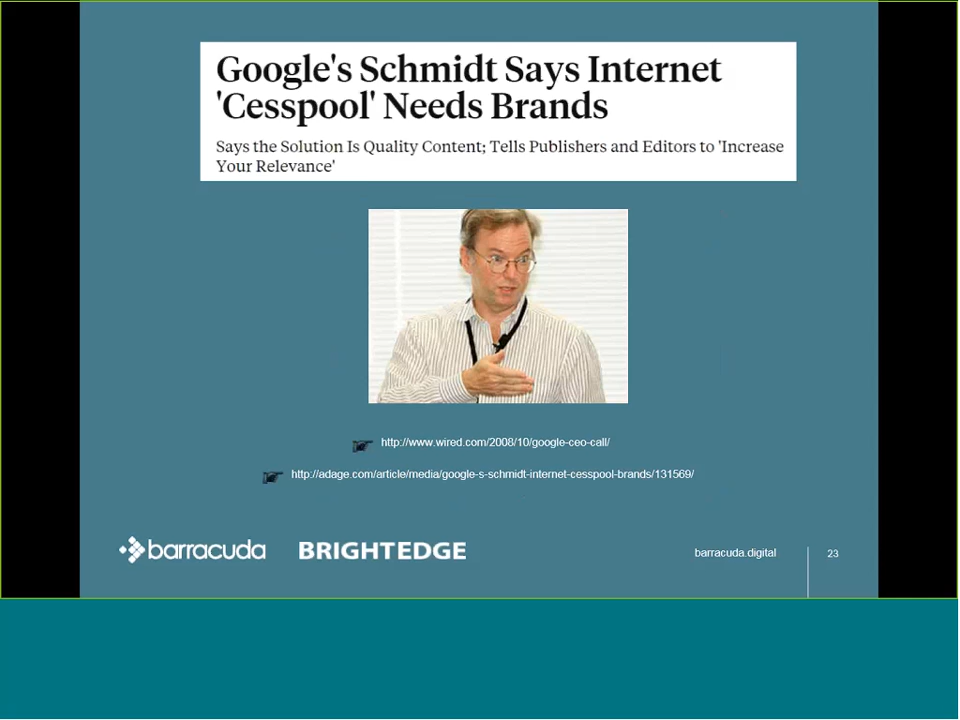 Google's Schmidt Says Internet
'Cesspool' Needs Brands
Says the Solution Is Quality Content; Tells Publishers and Editors to 'Increase
Your Relevance'
http://www.wired.com/2008/10/google-ceo-call/
http://adage.com/article/media/google-s-schmidt-internet-cesspool-brands/131569/
barracuda BRIGHTEDGE barracuda.digital 23